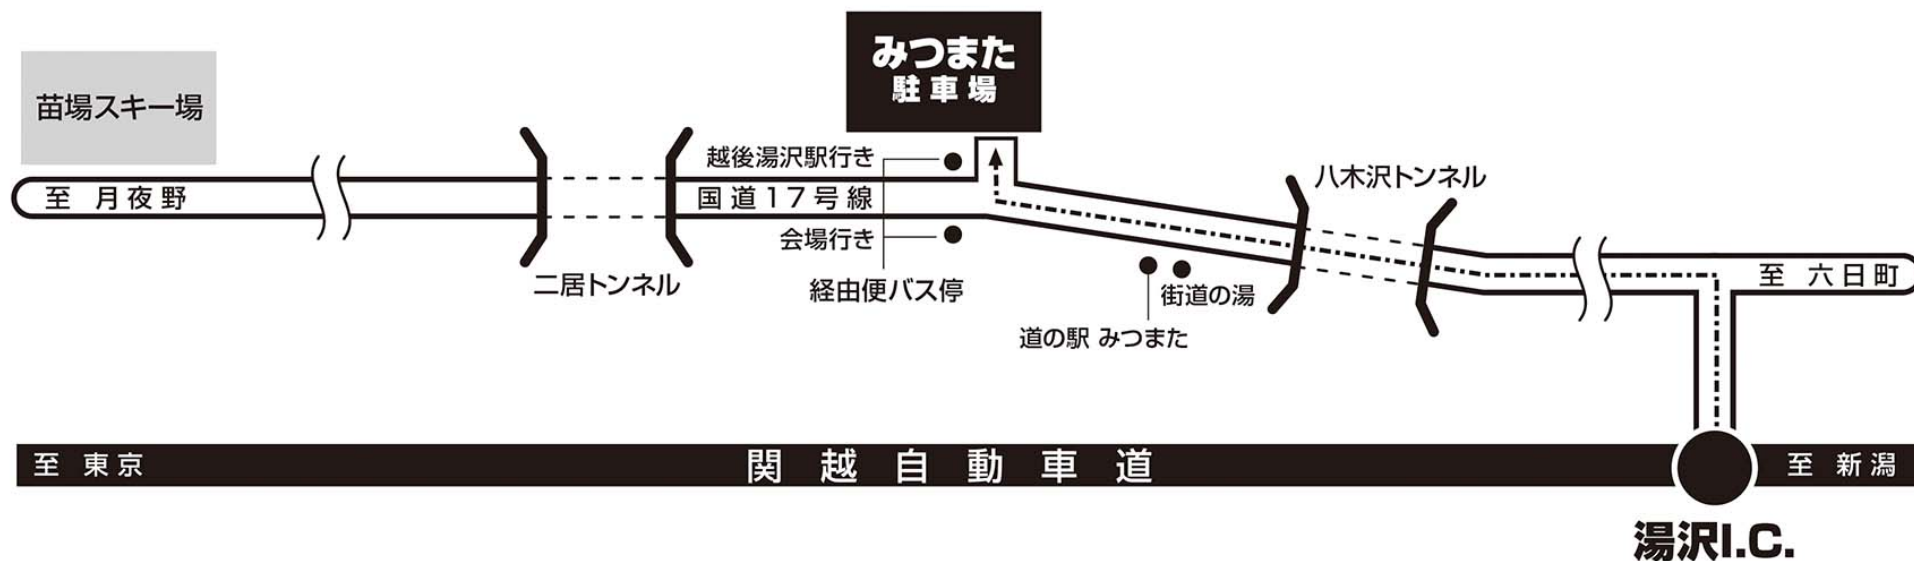 みつまた
駐車場
苗場スキー場
越後湯沢駅行き
八木沢トンネル
至 月夜野
国道17号線
会場行き
二居トンネル
経由便バス停
街道の湯
道の駅 みつまた
至 六日町
至 東京
関越自動車道
至 新潟
湯沢I.C.